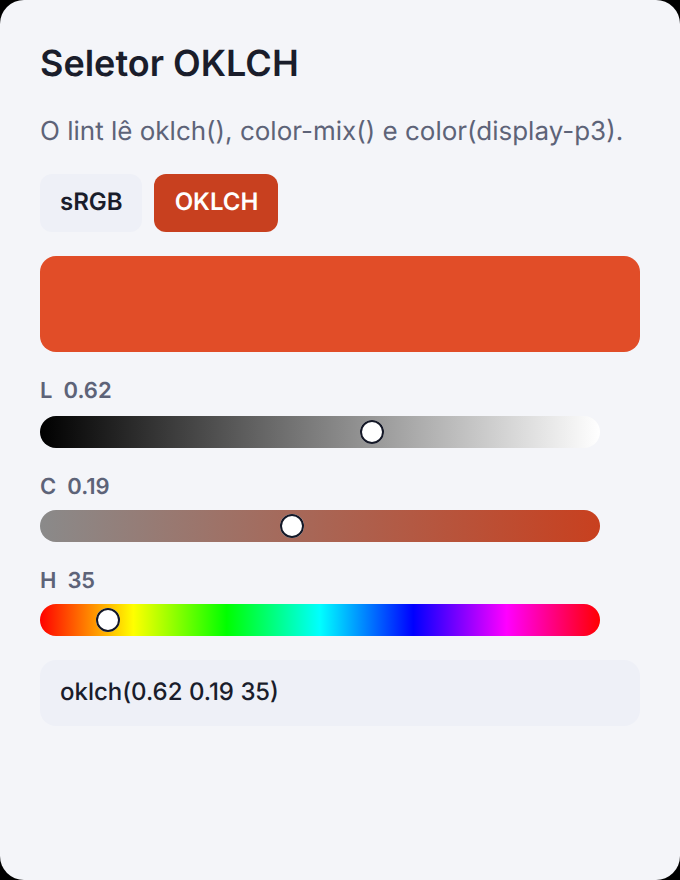 Seletor OKLCH
O lint lê oklch(), color-mix() e color(display-p3).
sRGB OKLCH
L 0.62
C 0.19
H 35
oklch(0.62 0.19 35)